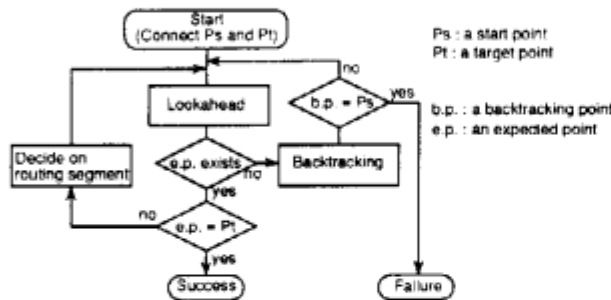 Start
(Connect Ps and Pt)
Ps : a start point
Pt : a target point
no
Lookahead
b.p. = Ps
yes
b.p. : a backtracking point
e.p. : an expected point
Decide on
routing segment
e.p. exists
no
Backtracking
yes
no
e.p. = Pt
yes
Success
Failure